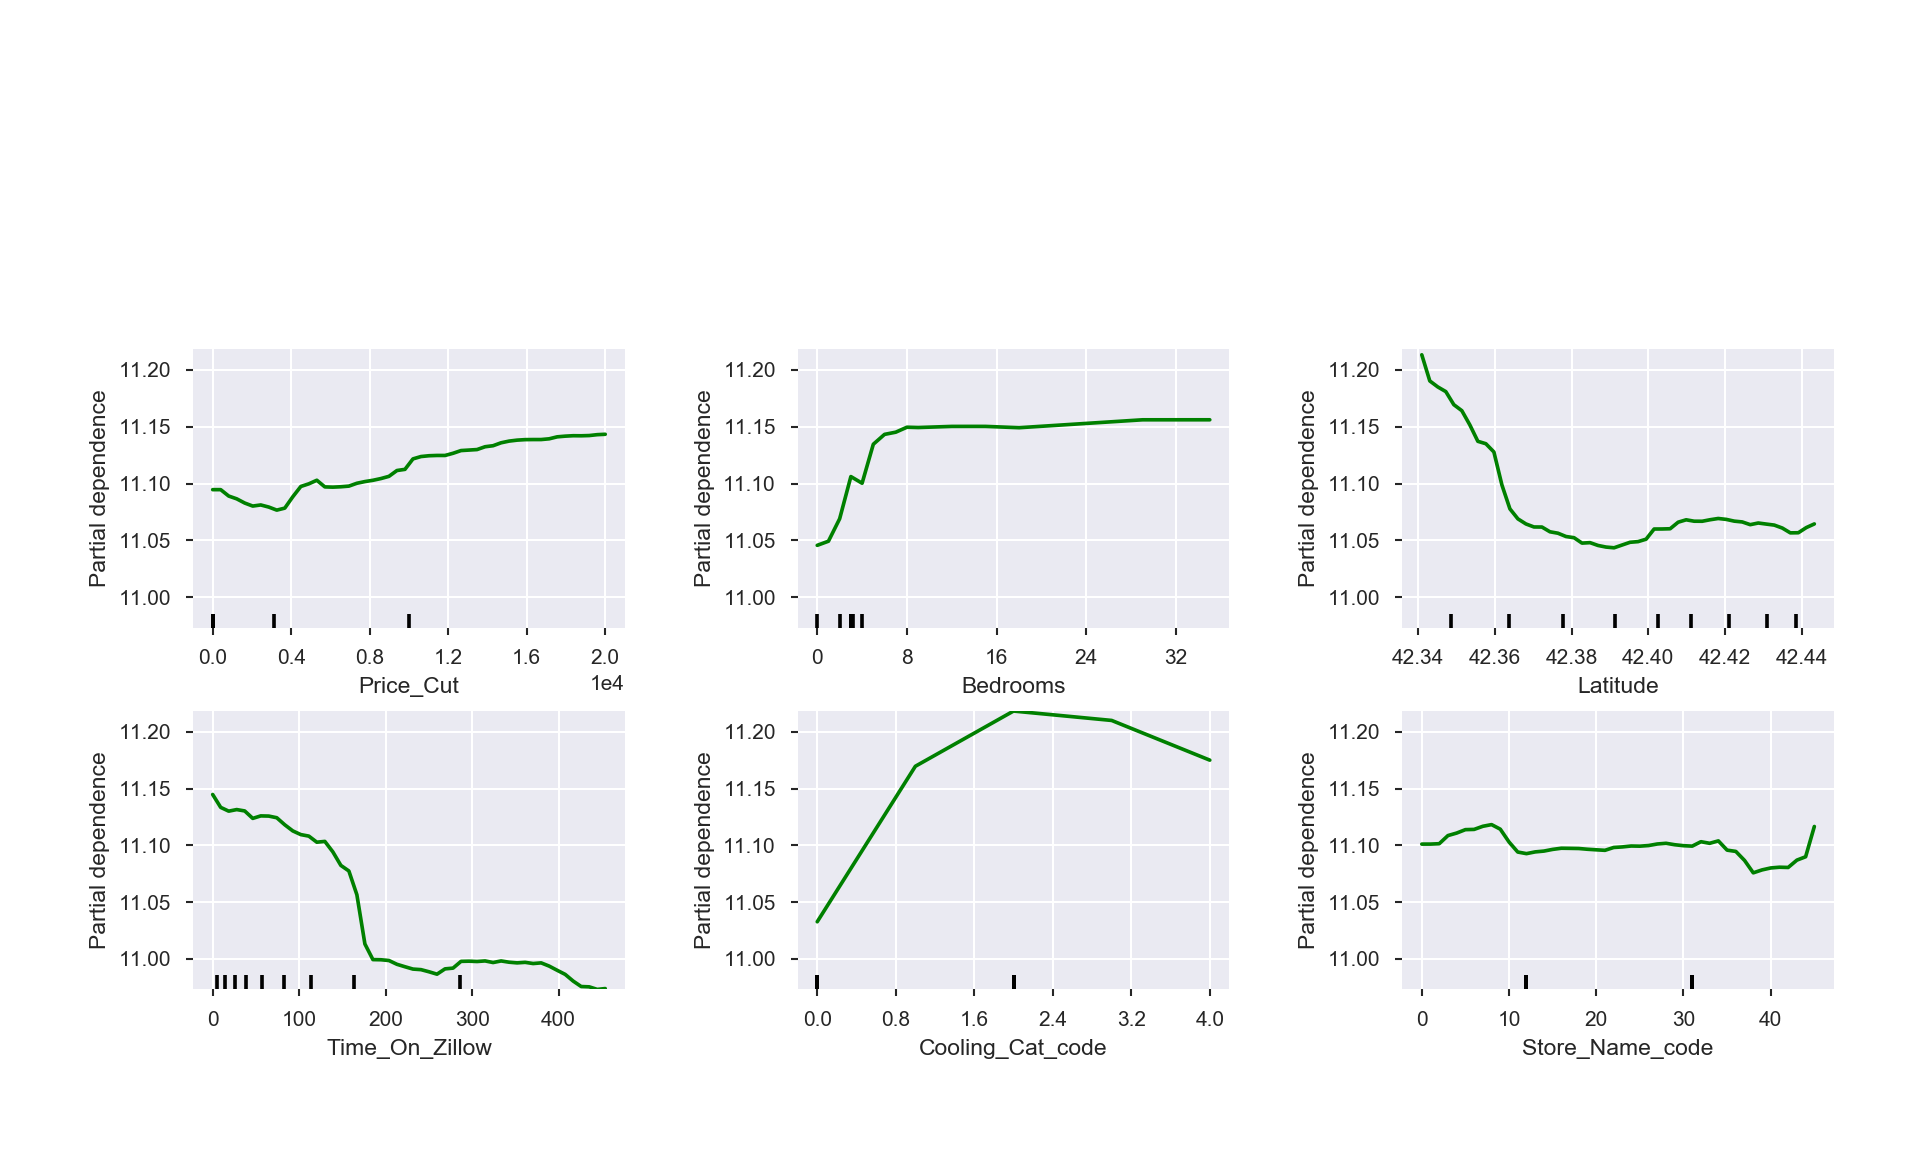 Partial dependence
11.20
11.15
11.10
11.05
11.00
0.0 0.4 0.8 1.2 1.6 2.0
1e4
Price_Cut
Partial dependence
11.20
11.15
11.10
11.05
11.00
0 8 16 24 32
Bedrooms
Partial dependence
11.20
11.15
11.10
11.05
11.00
42.34 42.36 42.38 42.40 42.42 42.44
Latitude
Partial dependence
11.20
11.15
11.10
11.05
11.00
0 100 200 300 400
Time_On_Zillow
Partial dependence
11.20
11.15
11.10
11.05
11.00
0.0 0.8 1.6 2.4 3.2 4.0
Cooling_Cat_code
Partial dependence
11.20
11.15
11.10
11.05
11.00
0 10 20 30 40
Store_Name_code